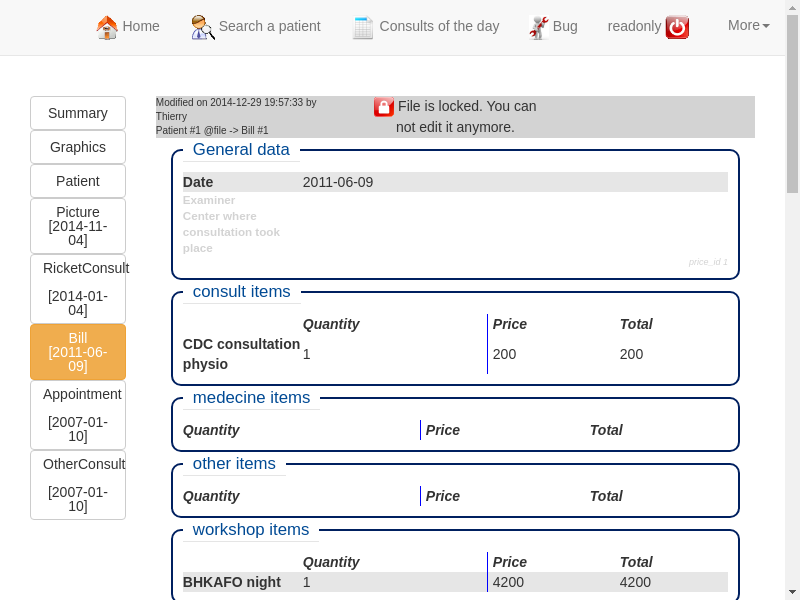 Home Search a patient Consults of the day Bug readonly More
Summary
Graphics
Patient
Picture
[2014-11-
04]
RicketConsult
[2014-01-
04]
Bill
[2011-06-
09]
Appointment
[2007-01-
10]
OtherConsult
[2007-01-
10]
Modified on 2014-12-29 19:57:33 by
Thierry
Patient #1 @file -> Bill #1
File is locked. You can
not edit it anymore.
General data
Date 2011-06-09
Examiner
Center where
consultation took
place
price_id 1
consult items
Quantity Price Total
CDC consultation
physio 1 200 200
medecine items
Quantity Price Total
other items
Quantity Price Total
workshop items
Quantity Price Total
BHKAFO night 1 4200 4200